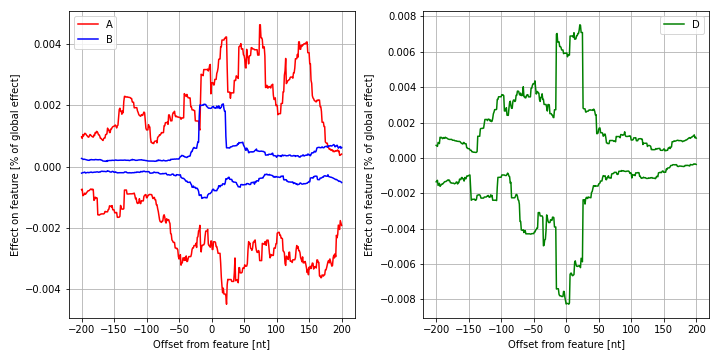 A
B
0.004
0.002
0.000
−0.002
−0.004
Effect on feature [% of global effect]
−200 −150 −100 −50 0 50 100 150 200
Offset from feature [nt]
D
0.008
0.006
0.004
0.002
0.000
−0.002
−0.004
−0.006
−0.008
Effect on feature [% of global effect]
−200 −150 −100 −50 0 50 100 150 200
Offset from feature [nt]